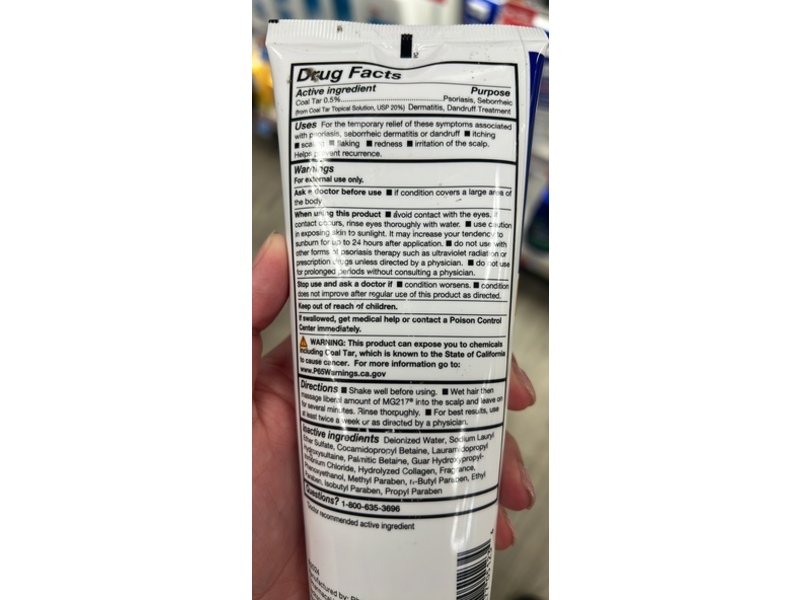 Drug Facts
Active ingredient Purpose
Coal Tar 0.5%..........................Psoriasis, Seborrheic
(from Coal Tar Topical Solution, USP 20%) Dermatitis, Dandruff Treatment
Uses For the temporary relief of these symptoms associated
with psoriasis, seborrheic dermatitis or dandruff ■ itching
■ scaling ■ flaking ■ redness ■ irritation of the scalp.
Helps prevent recurrence.
Warnings
For external use only.
Ask a doctor before use ■ if condition covers a large area of
the body.
When using this product ■ avoid contact with the eyes. if
contact occurs, rinse eyes thoroughly with water. ■ use caution
in exposing skin to sunlight. It may increase your tendency to
sunburn for up to 24 hours after application. ■ do not use with
other forms of psoriasis therapy such as ultraviolet radiation or
prescription drugs unless directed by a physician. ■ do not use
for prolonged periods without consulting a physician.
Stop use and ask a doctor if ■ condition worsens. ■ condition
does not improve after regular use of this product as directed.
Keep out of reach of children.
If swallowed, get medical help or contact a Poison Control
Center immediately.
⚠ WARNING: This product can expose you to chemicals
including Coal Tar, which is known to the State of California
to cause cancer. For more information go to:
www.P65Warnings.ca.gov
Directions ■ Shake well before using. ■ Wet hair then
massage liberal amount of MG217® into the scalp and leave on
for several minutes. Rinse thoroughly. ■ For best results, use
at least twice a week or as directed by a physician.
Inactive ingredients Deionized Water, Sodium Lauryl
Ether Sulfate, Cocamidopropyl Betaine, Lauramidopropyl
Hydroxysultaine, Palmitic Betaine, Guar Hydroxypropyl-
trimonium Chloride, Hydrolyzed Collagen, Fragrance,
Phenoxyethanol, Methyl Paraben, n-Butyl Paraben, Ethyl
Paraben, Isobutyl Paraben, Propyl Paraben
Questions? 1-800-635-3696
Doctor recommended active ingredient